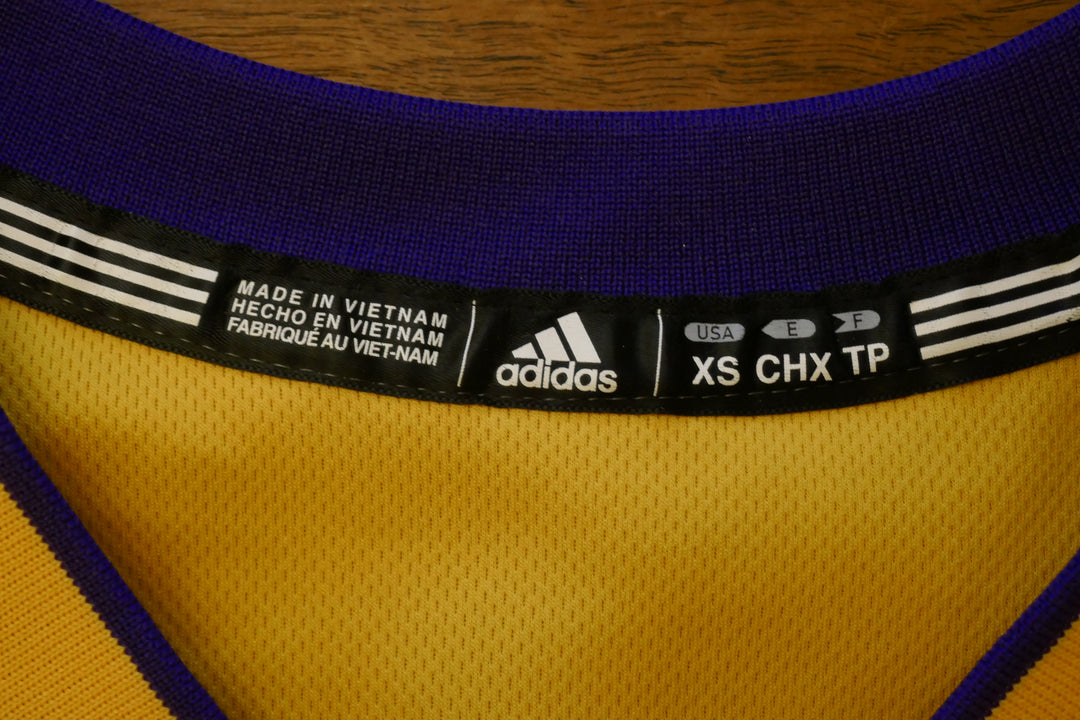 MADE IN VIETNAM
HECHO EN VIETNAM
FABRIQUÉ AU VIET-NAM
adidas
USA E F
XS CHX TP